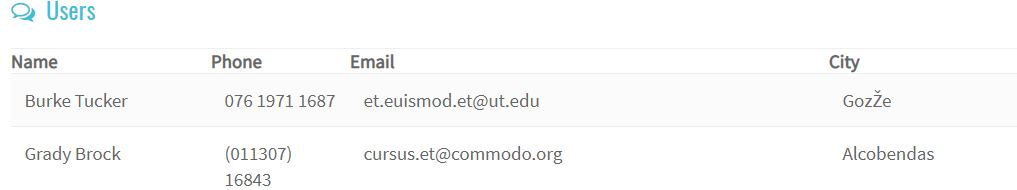 Users
Name Phone Email City
Burke Tucker 076 1971 1687 et.euismod.et@ut.edu GozŽe
Grady Brock (011307) cursus.et@commodo.org Alcobendas
16843